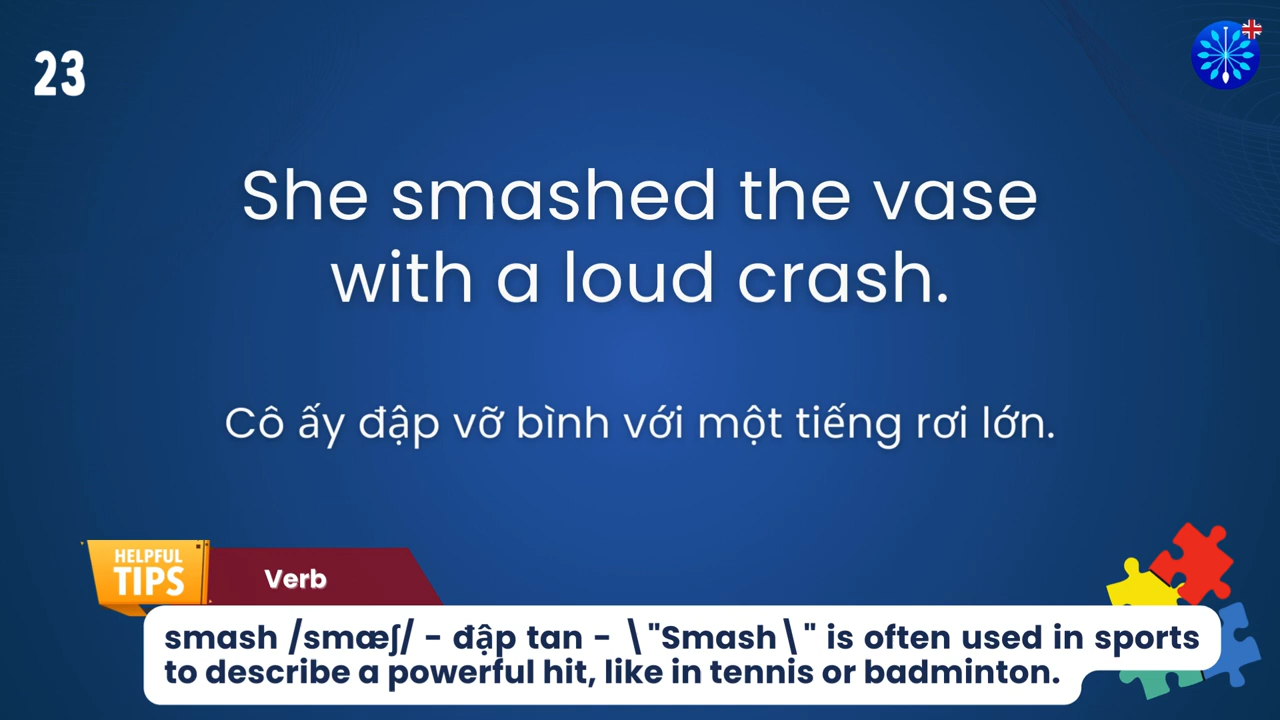 23
She smashed the vase
with a loud crash.
Cô ấy đập vỡ bình với một tiếng rơi lớn.
HELPFUL
TIPS
Verb
smash /smæʃ/ - đập tan - \"Smash\" is often used in sports
to describe a powerful hit, like in tennis or badminton.